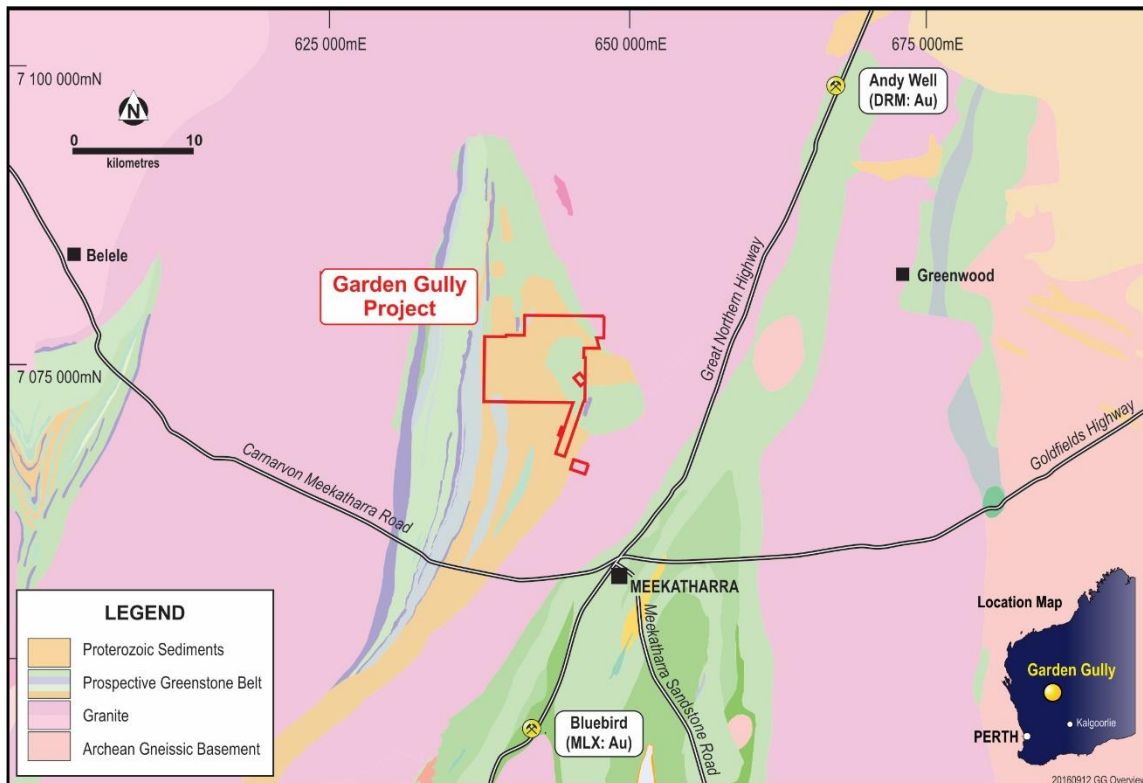 625 000mE
650 000mE
675 000mE
7 100 000mN
N
0
10
kilometres
Andy Well
(DRM: Au)
Belele
Garden Gully
Project
Great Northern Highway
Greenwood
7 075 000mN
Goldfields Highway
Carnarvon Meekatharra Road
MEEKATHARRA
Meekatharra Sandstone Road
Bluebird
(MLX: Au)
LEGEND
Proterozoic Sediments
Prospective Greenstone Belt
Granite
Archean Gneissic Basement
Location Map
Garden Gully
Kalgoorlie
PERTH
20160912 GG Overview